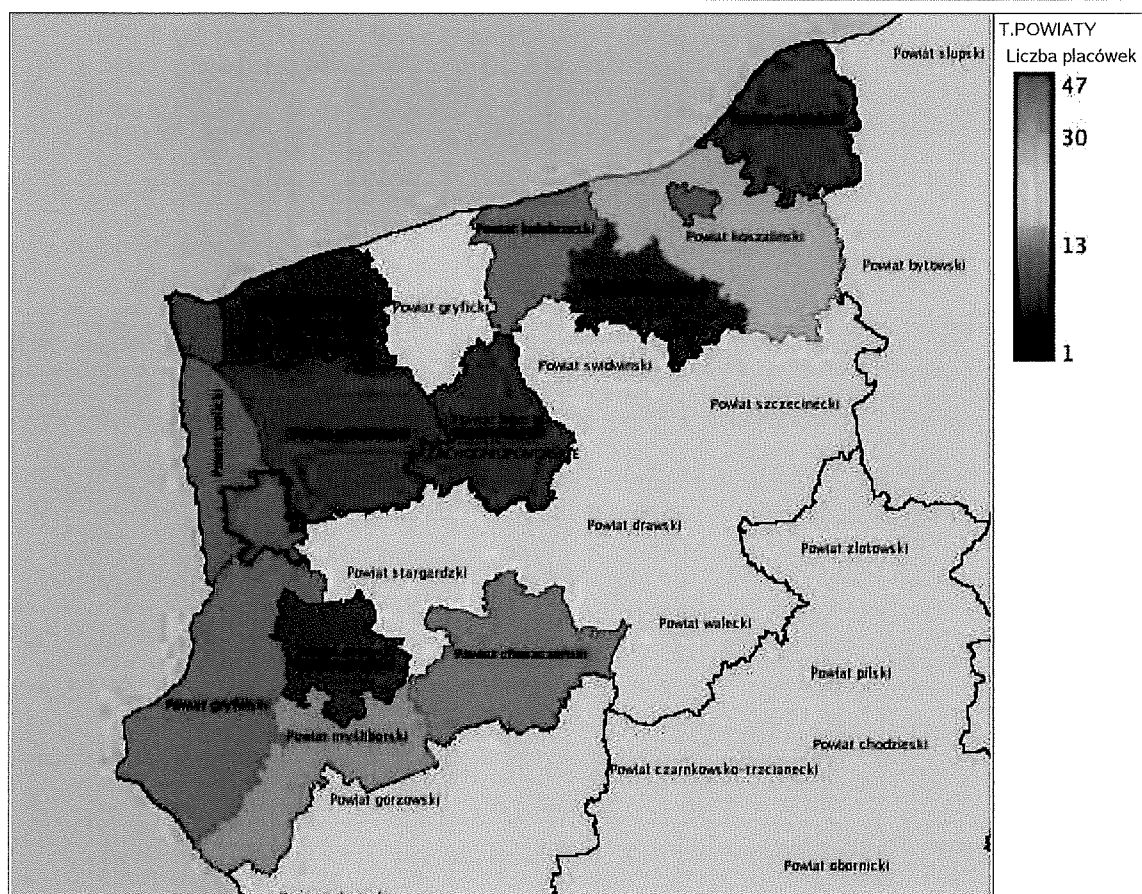 T.POWIATY
Liczba placówek
47
30
13
1
Powiat słupski
Powiat kołobrzeski
Powiat koszaliński
Powiat bytowski
Powiat gryficki
Powiat świdwiński
Powiat szczecinecki
Powiat policki
Powiat drawski
Powiat złotowski
Powiat stargardzki
Powiat wałecki
Powiat choszczeński
Powiat pilski
Powiat gryfiński
Powiat myśliborski
Powiat chodzieski
Powiat czarnkowsko-trzcianecki
Powiat gorzowski
Powiat obornicki